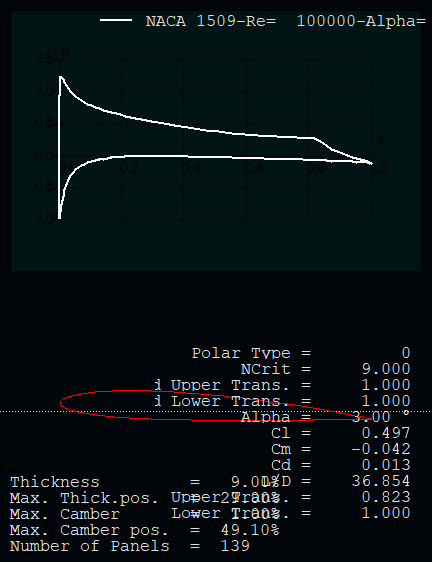 NACA 1509-Re= 100000-Alpha=
Cp
-1.5
-1.0
-0.5
X
0.0
0.2
0.4
0.6
0.8
1.0
0.5
1.0
Polar Type = 0
NCrit = 9.000
i Upper Trans. = 1.000
i Lower Trans. = 1.000
Alpha = 3.00 °
Cl = 0.497
Cm = -0.042
Cd = 0.013
L/D = 36.854
Upper Trans. = 0.823
Lower Trans. = 1.000
Thickness = 9.00%
Max. Thick.pos. =
Max. Camber = 1.00%
Max. Camber pos. = 49.10%
Number of Panels = 139